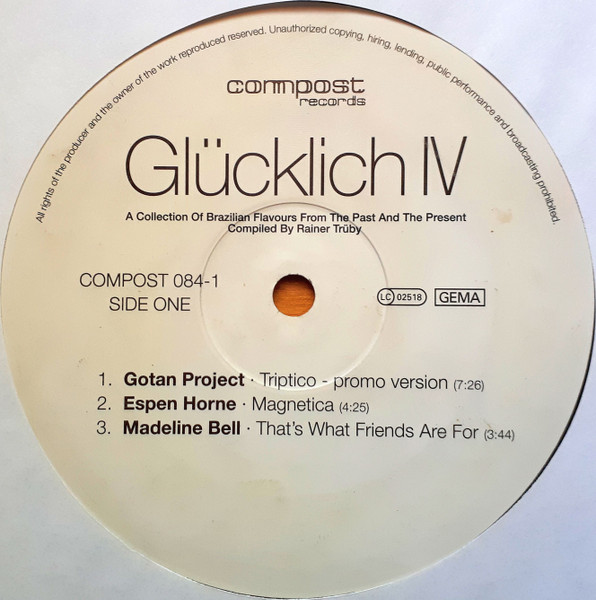 All rights of the producer and the owner of the work reproduced reserved. Unauthorized copying, hiring, lending, public performance and broadcasting prohibited.
compost
records
Glücklich IV
A Collection Of Brazilian Flavours From The Past And The Present
Compiled By Rainer Trüby
COMPOST 084-1
SIDE ONE
LC 02518 GEMA
1. Gotan Project · Triptico - promo version (7:26)
2. Espen Horne · Magnetica (4:25)
3. Madeline Bell · That's What Friends Are For (3:44)